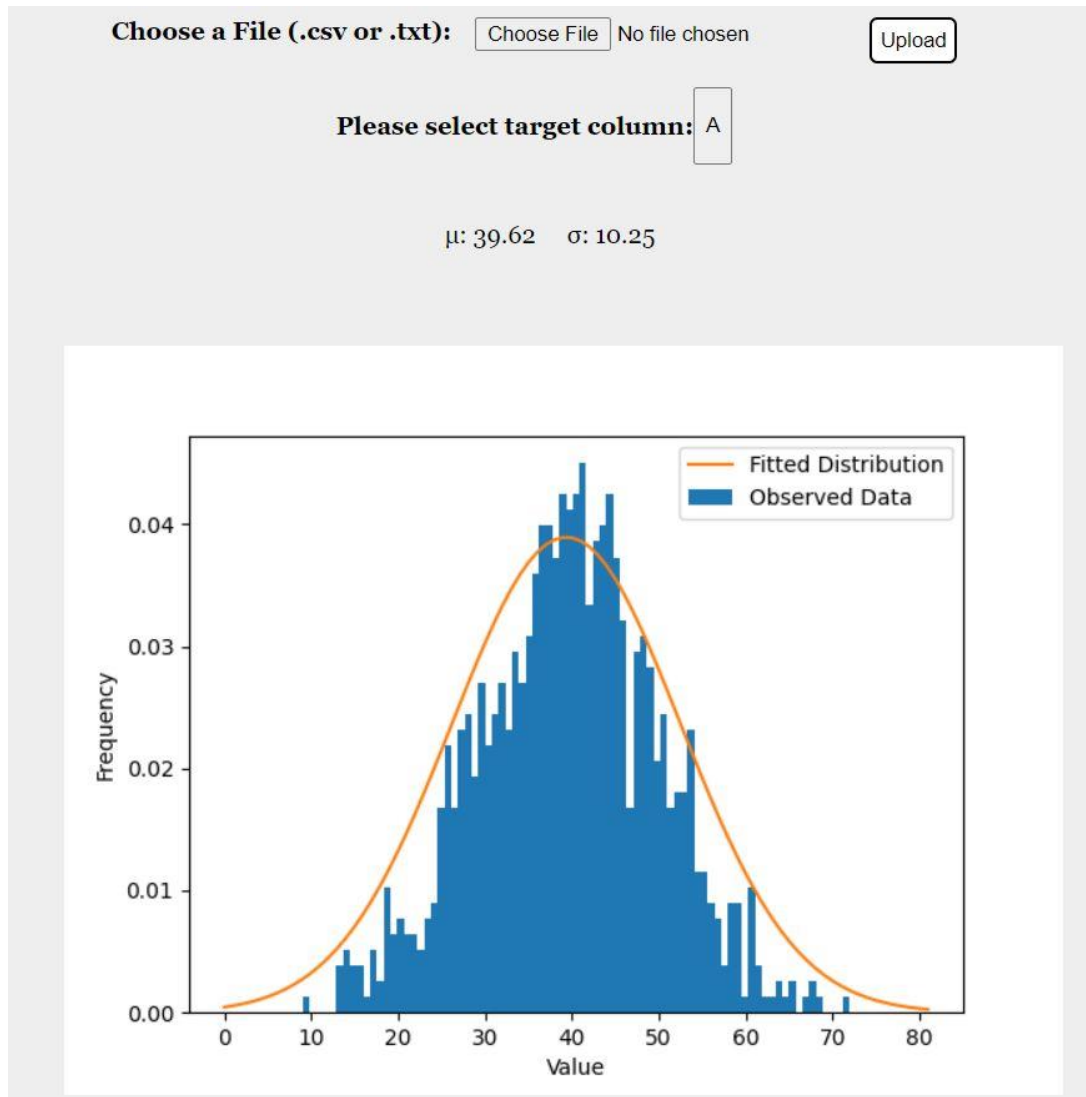 Choose a File (.csv or .txt): Choose File No file chosen Upload
Please select target column: A
μ: 39.62 σ: 10.25
Fitted Distribution
Observed Data
0.04
0.03
0.02
0.01
0.00
Frequency
0 10 20 30 40 50 60 70 80
Value